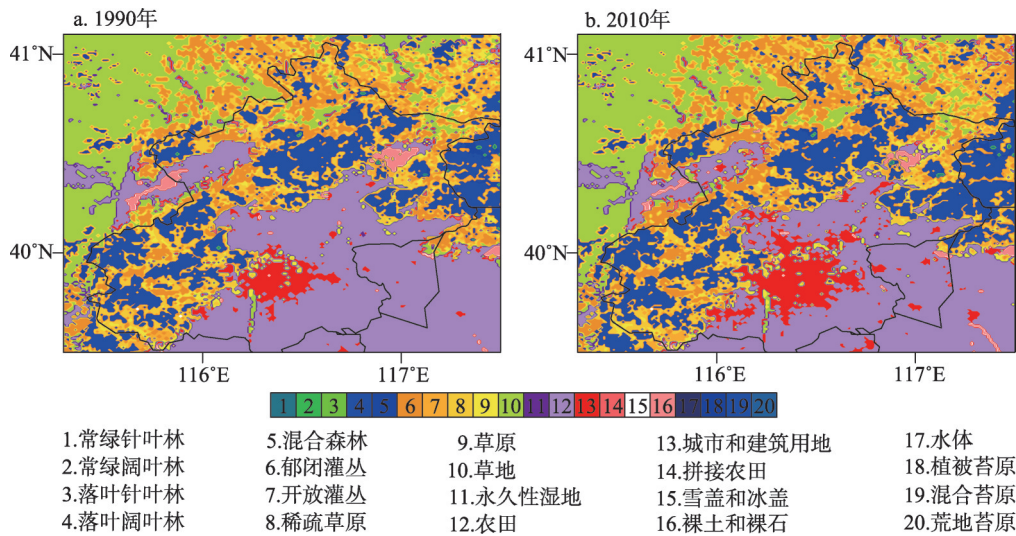 a. 1990年
b. 2010年
41°N
40°N
116°E
117°E
41°N
40°N
116°E
117°E
1 2 3 4 5 6 7 8 9 10 11 12 13 14 15 16 17 18 19 20
1.常绿针叶林 5.混合森林 9.草原 13.城市和建筑用地 17.水体
2.常绿阔叶林 6.郁闭灌丛 10.草地 14.拼接农田 18.植被苔原
3.落叶针叶林 7.开放灌丛 11.永久性湿地 15.雪盖和冰盖 19.混合苔原
4.落叶阔叶林 8.稀疏草原 12.农田 16.裸土和裸石 20.荒地苔原